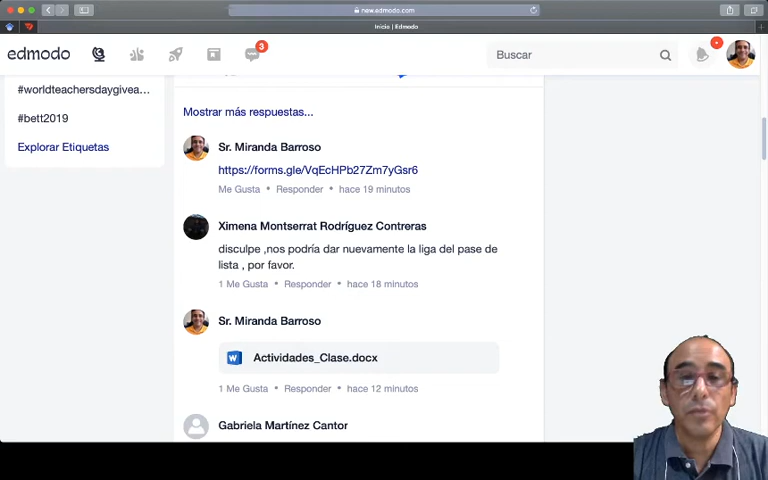 new.edmodo.com
Inicio | Edmodo
edmodo
3
Buscar
#worldteachersdaygivea...
#bett2019
Explorar Etiquetas
Mostrar más respuestas...
Sr. Miranda Barroso
https://forms.gle/VqEcHPb27Zm7yGsr6
Me Gusta • Responder • hace 19 minutos
Ximena Montserrat Rodríguez Contreras
disculpe ,nos podría dar nuevamente la liga del pase de
lista , por favor.
1 Me Gusta • Responder • hace 18 minutos
Sr. Miranda Barroso
W
Actividades_Clase.docx
1 Me Gusta • Responder • hace 12 minutos
Gabriela Martínez Cantor